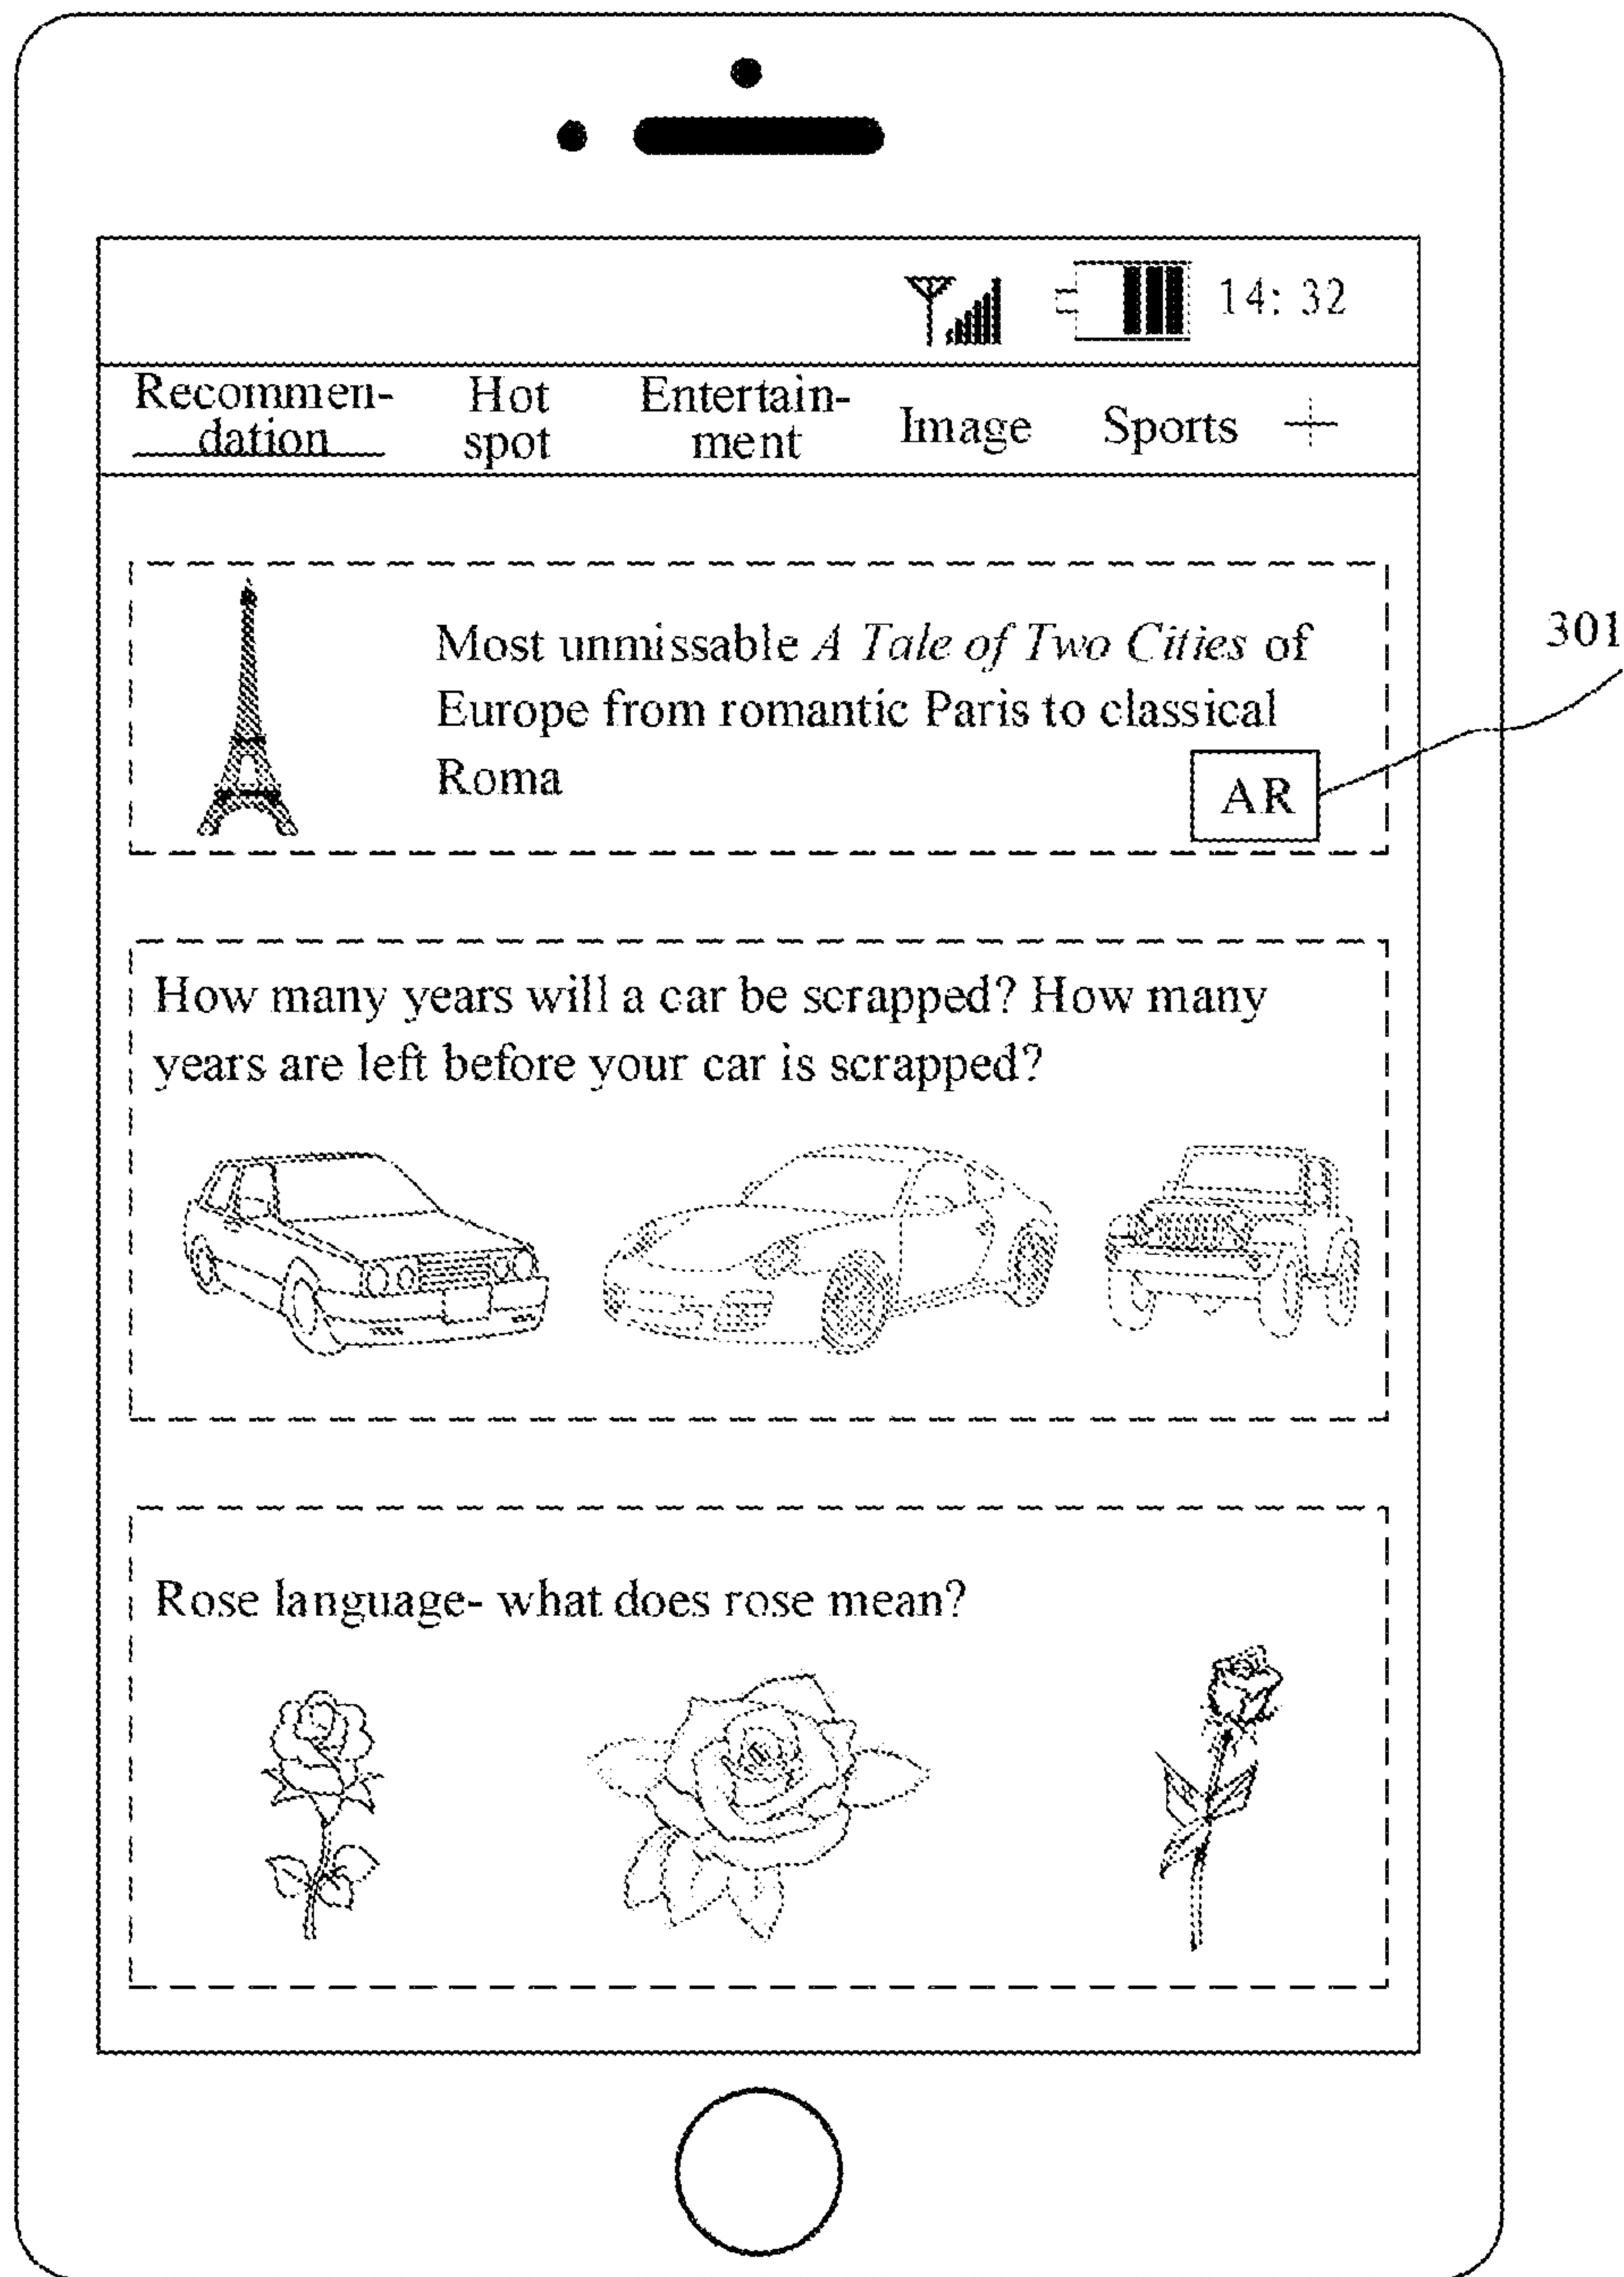 14: 32
Recommen-
dation
Hot
spot
Entertain-
ment
Image
Sports
+
Most unmissable A Tale of Two Cities of
Europe from romantic Paris to classical
Roma
AR
301
How many years will a car be scrapped? How many
years are left before your car is scrapped?
Rose language- what does rose mean?